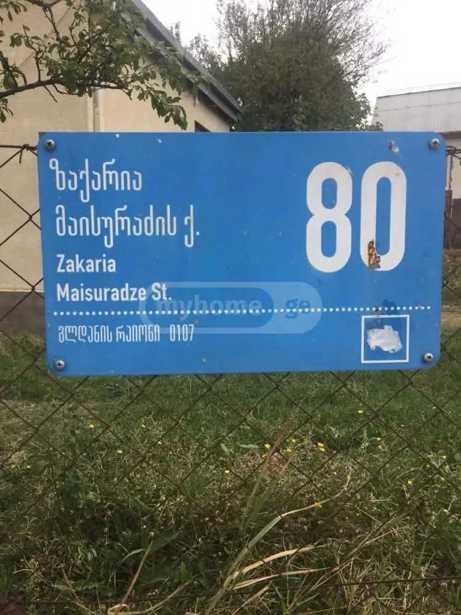 ზაქარია
მაისურაძის ქ.
80
Zakaria
Maisuradze St.
myhome.ge
გლდანის რაიონი 0107